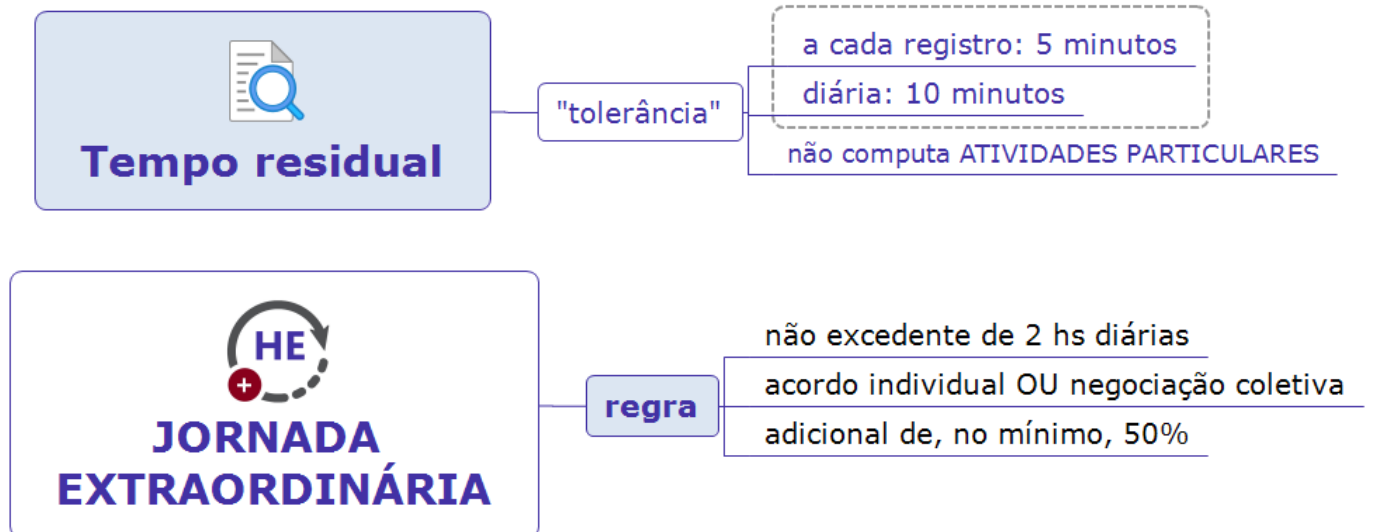 Tempo residual
"tolerância"
a cada registro: 5 minutos
diária: 10 minutos
não computa ATIVIDADES PARTICULARES
HE
+
JORNADA
EXTRAORDINÁRIA
regra
não excedente de 2 hs diárias
acordo individual OU negociação coletiva
adicional de, no mínimo, 50%